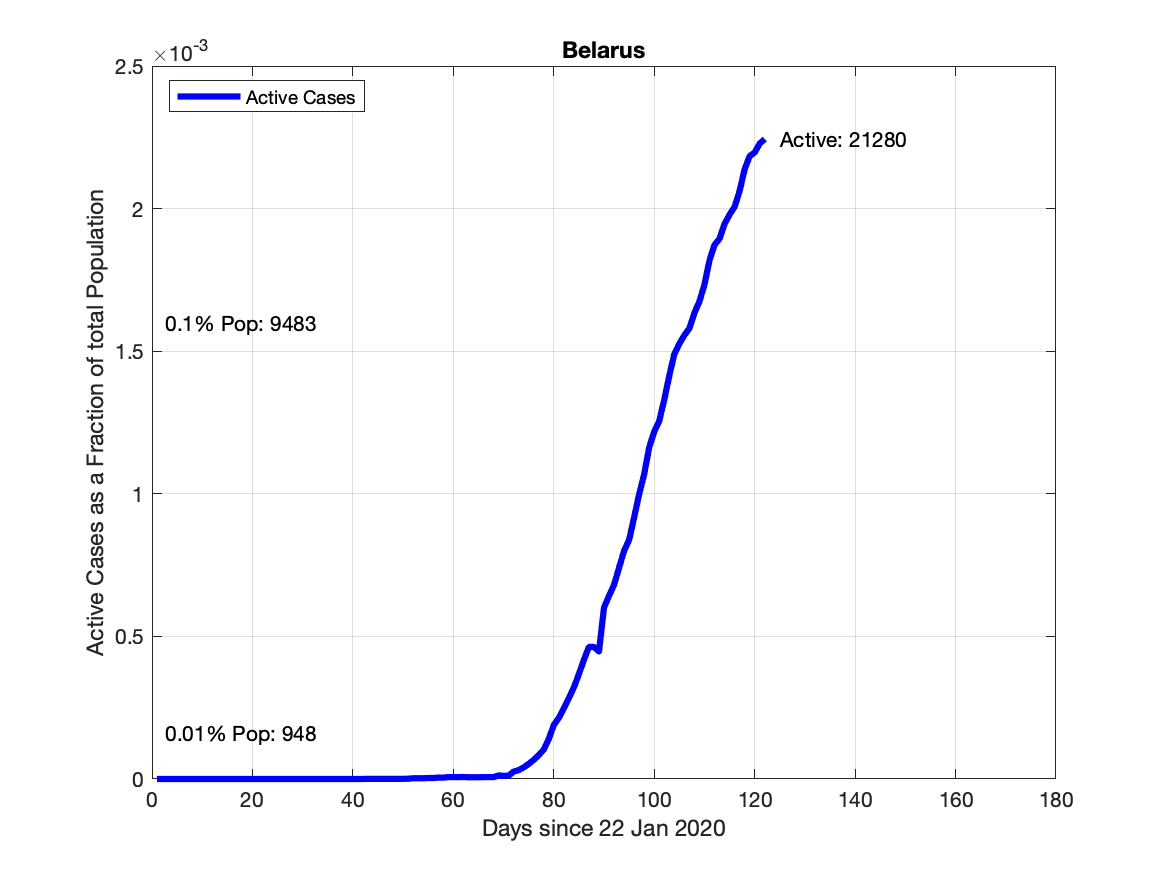 Belarus
×10-3
2.5
2
1.5
1
0.5
0
Active Cases
Active: 21280
0.1% Pop: 9483
0.01% Pop: 948
Active Cases as a Fraction of total Population
0 20 40 60 80 100 120 140 160 180
Days since 22 Jan 2020